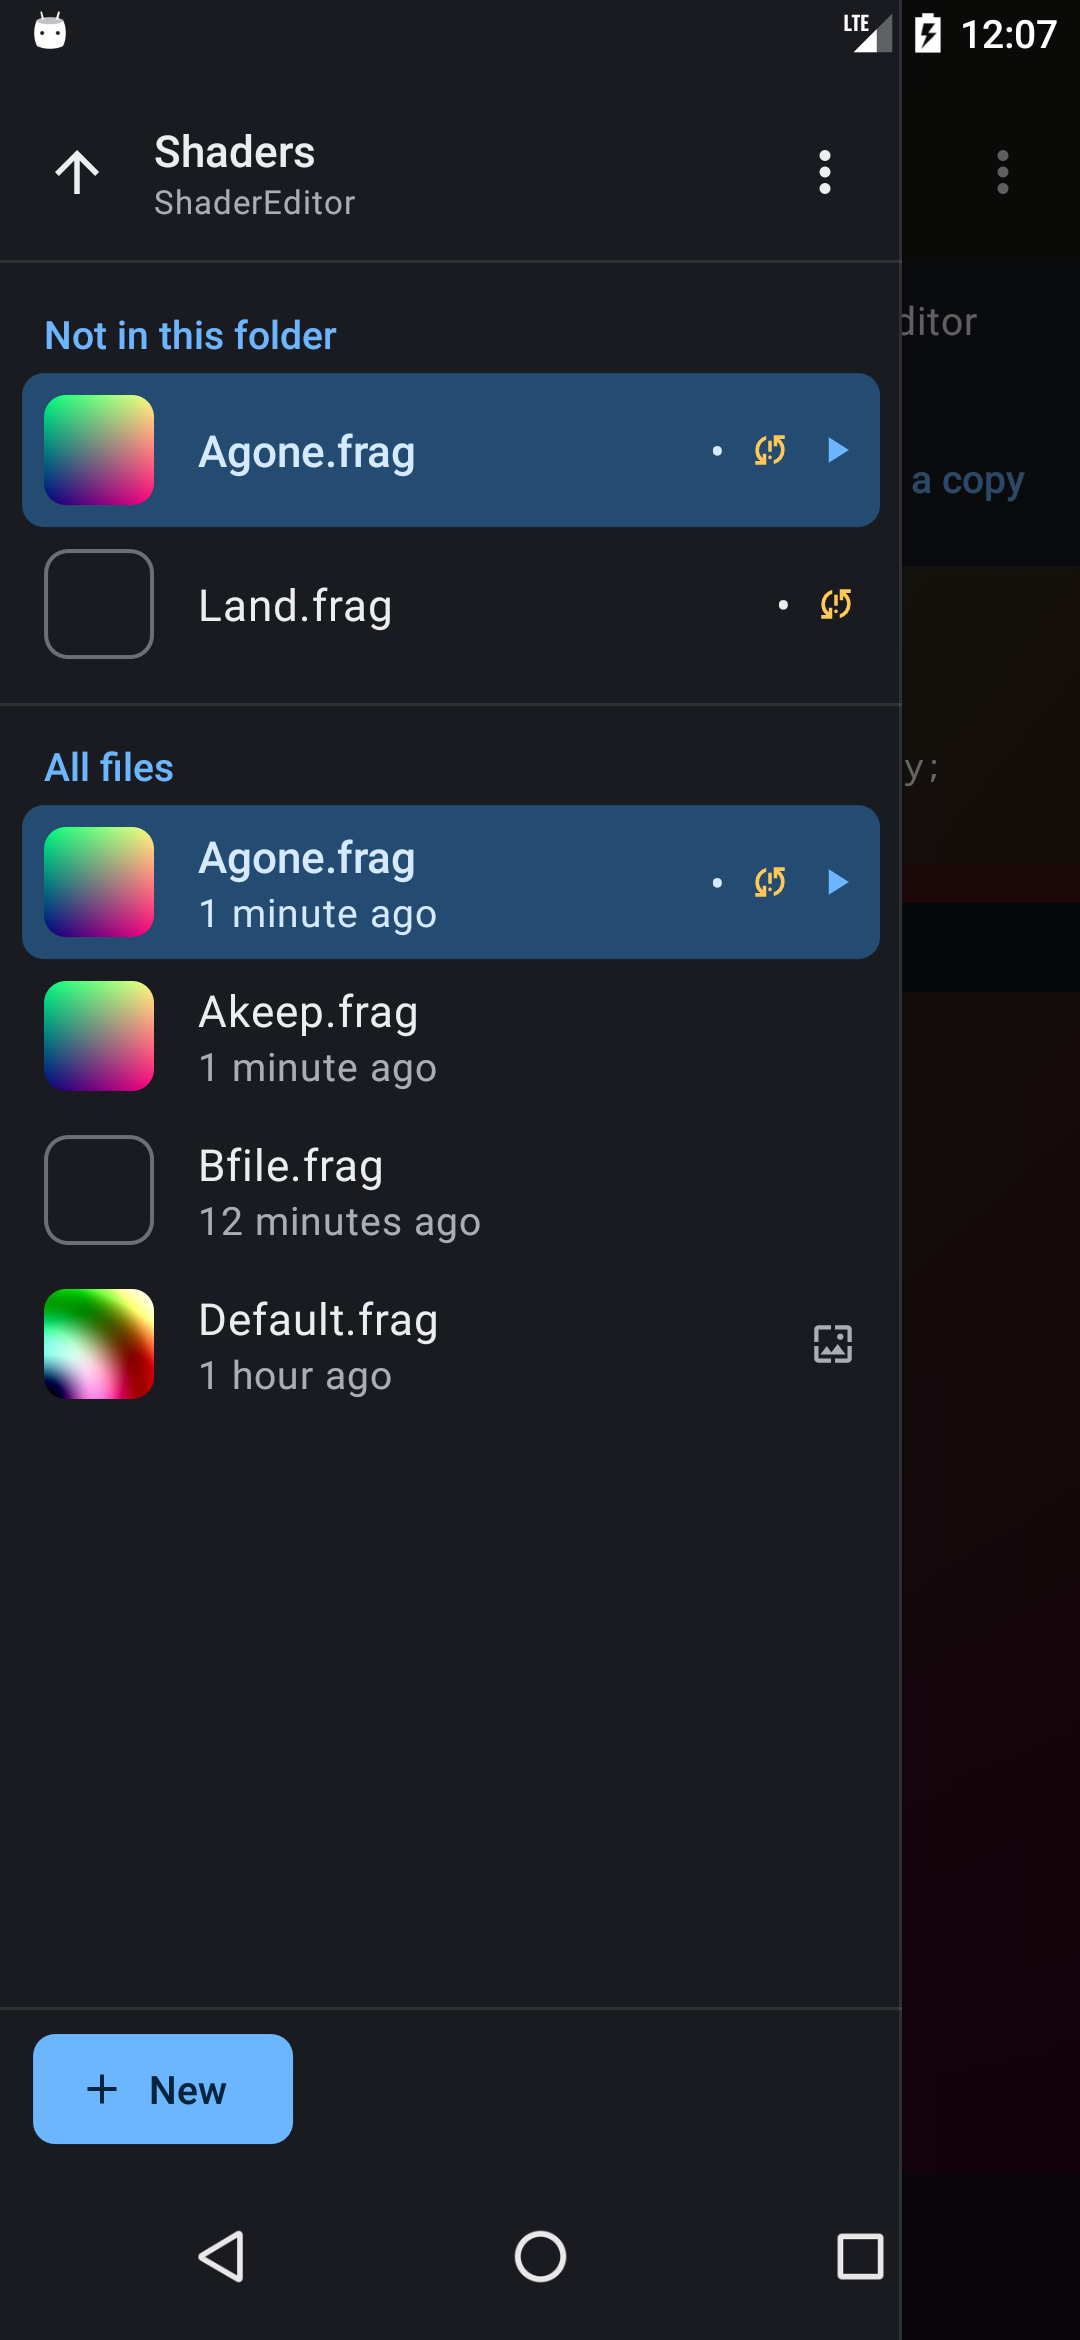 LTE 12:07
Shaders
ShaderEditor
ditor
Not in this folder
Agone.frag
a copy
Land.frag
All files
y;
Agone.frag
1 minute ago
Akeep.frag
1 minute ago
Bfile.frag
12 minutes ago
Default.frag
1 hour ago
New